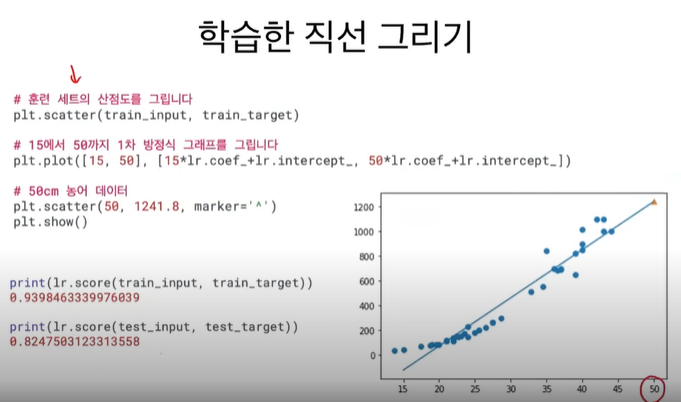 학습한 직선 그리기
# 훈련 세트의 산점도를 그립니다
plt.scatter(train_input, train_target)
# 15에서 50까지 1차 방정식 그래프를 그립니다
plt.plot([15, 50], [15*lr.coef_+lr.intercept_, 50*lr.coef_+lr.intercept_])
# 50cm 농어 데이터
plt.scatter(50, 1241.8, marker='^')
plt.show()
print(lr.score(train_input, train_target))
0.9398463339976039
print(lr.score(test_input, test_target))
0.8247503123313558
1200
1000
800
600
400
200
0
15 20 25 30 35 40 45 50